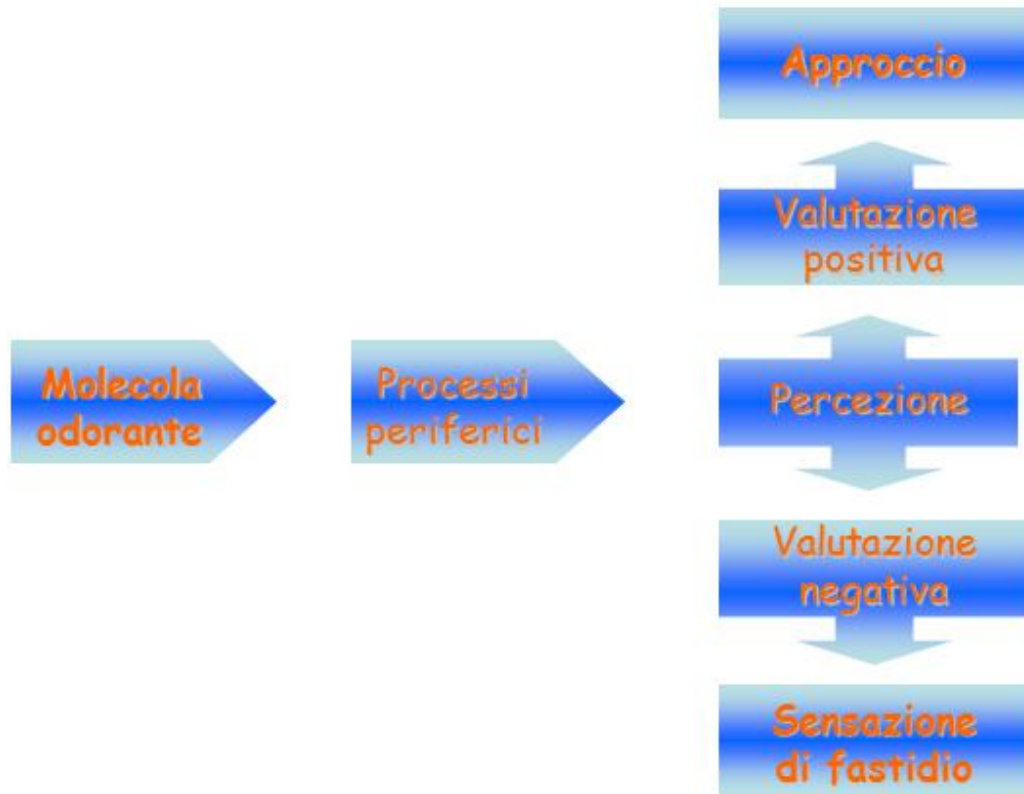 Approccio
Valutazione
positiva
Molecola
odorante
Processi
periferici
Percezione
Valutazione
negativa
Sensazione
di fastidio